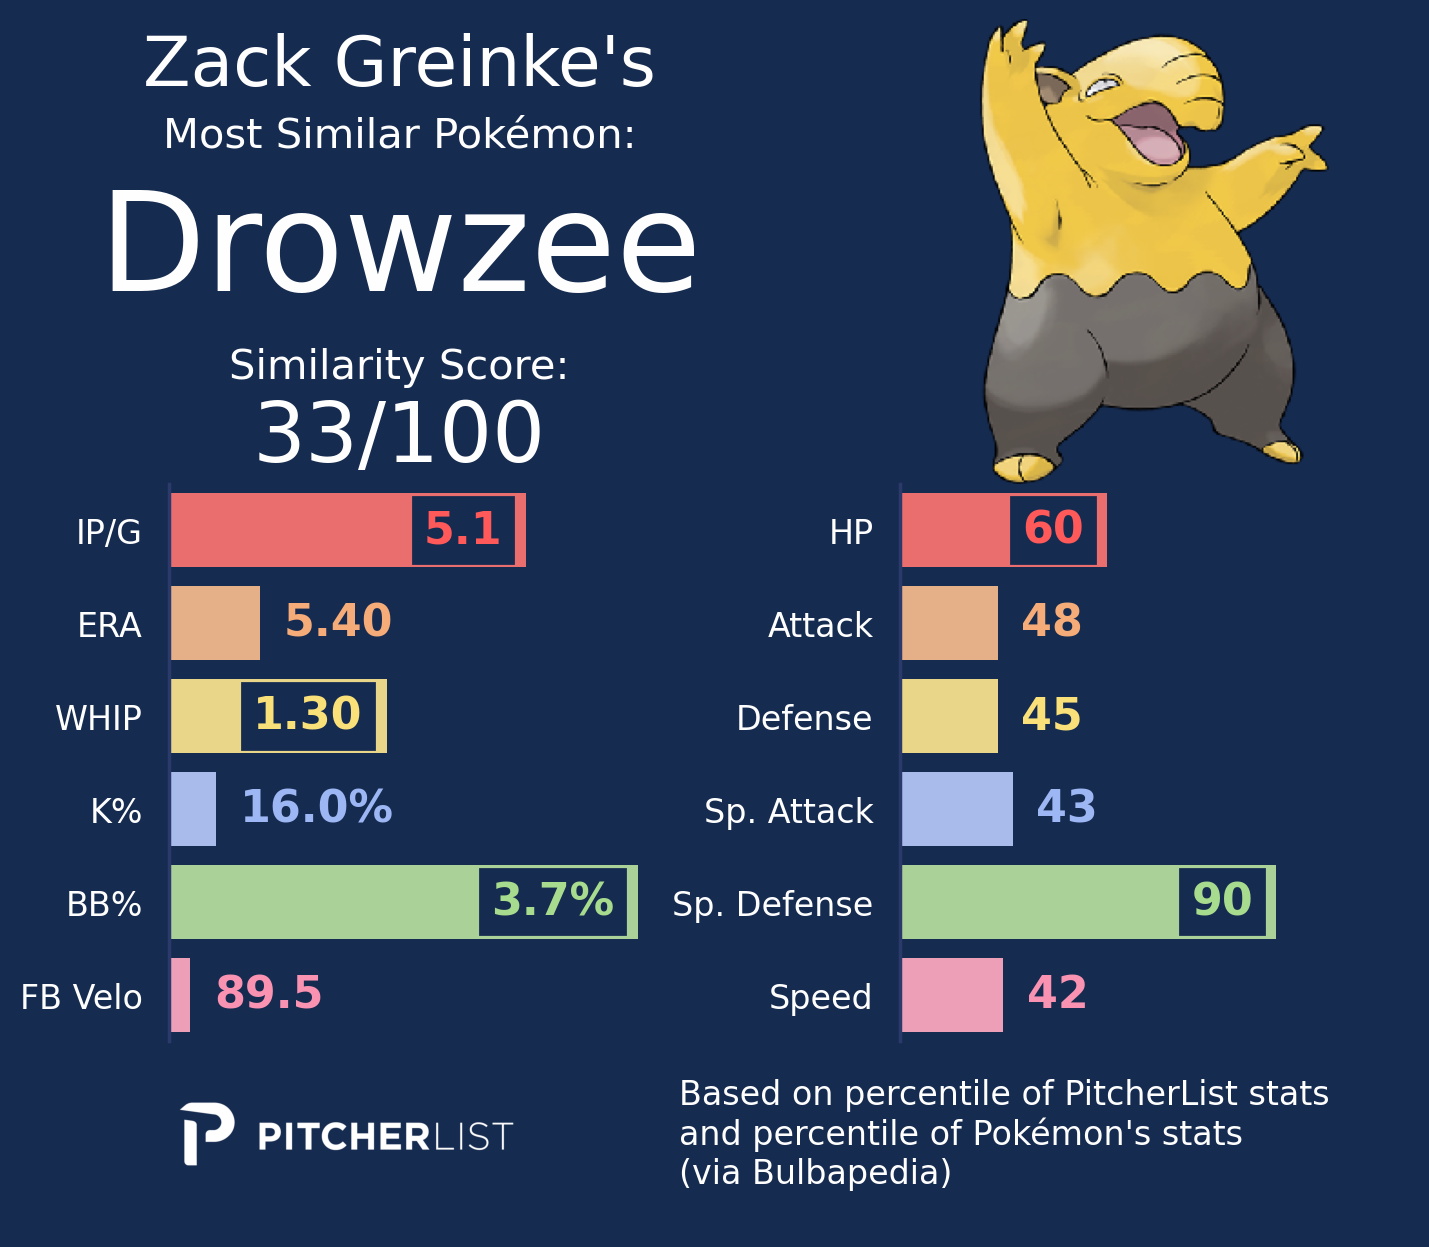 Zack Greinke's
Most Similar Pokémon:
Drowzee
Similarity Score:
33/100
IP/G 5.1
ERA 5.40
WHIP 1.30
K% 16.0%
BB% 3.7%
FB Velo 89.5
HP 60
Attack 48
Defense 45
Sp. Attack 43
Sp. Defense 90
Speed 42
PITCHERLIST
Based on percentile of PitcherList stats
and percentile of Pokémon's stats
(via Bulbapedia)